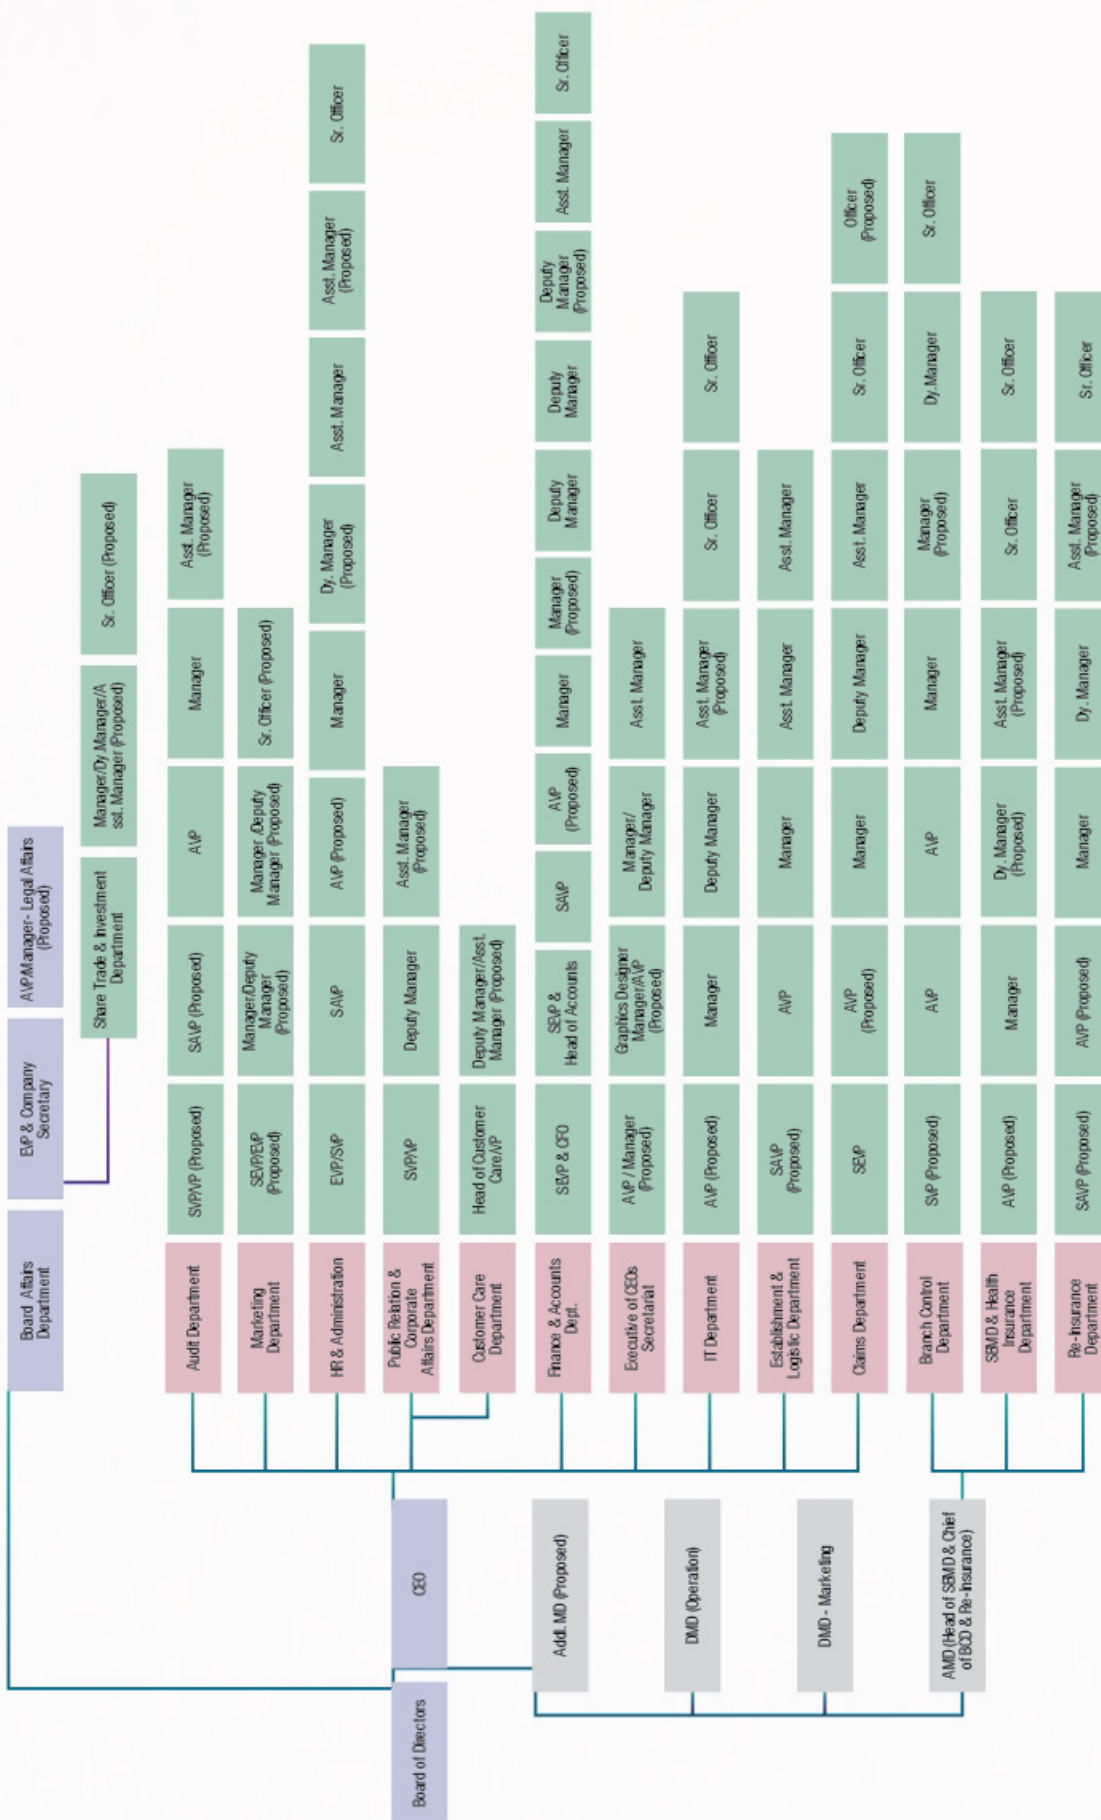 Board of Directors
CEO
Board Affairs
Department
EVP & Company
Secretary
AVP/Manager- Legal Affairs
(Proposed)
Share Trade & Investment
Department
Manager/Dy.Manager/A
sst. Manager (Proposed)
Sr. Officer (Proposed)
Addl. MD (Proposed)
DMD (Operation)
DMD - Marketing
AMD (Head of SBMD & Chief
of BCD & Re-insurance)
Audit Department
SVP/VP (Proposed)
SAVP (Proposed)
AVP
Manager
Asst. Manager
(Proposed)
Marketing
Department
SEVP/EVP
(Proposed)
Manager/Deputy
Manager
(Proposed)
Manager /Deputy
Manager (Proposed)
Sr. Officer (Proposed)
HR & Administration
EVP/SVP
SAVP
AVP (Proposed)
Manager
Dy. Manager
(Proposed)
Asst. Manager
Asst. Manager
(Proposed)
Sr. Officer
Public Relation &
Corporate
Affairs Department
SVP/VP
Deputy Manager
Asst. Manager
(Proposed)
Customer Care
Department
Head of Customer
Care/VP
Deputy Manager/Asst.
Manager (Proposed)
Finance & Accounts
Dept.
SEVP & CFO
SEVP &
Head of Accounts
SAVP
AVP
(Proposed)
Manager
Manager
(Proposed)
Deputy
Manager
Deputy
Manager
Deputy
Manager
(Proposed)
Asst. Manager
Sr. Officer
Executive of CEOs
Secretariat
AVP / Manager
(Proposed)
Graphics Designer
Manager/AVP
(Proposed)
Manager/
Deputy Manager
Asst. Manager
IT Department
AVP (Proposed)
Manager
Deputy Manager
Asst. Manager
(Proposed)
Sr. Officer
Sr. Officer
Establishment &
Logistic Department
SAVP
(Proposed)
AVP
Manager
Asst. Manager
Asst. Manager
Claims Department
SEVP
AVP
(Proposed)
Manager
Deputy Manager
Asst. Manager
Sr. Officer
Officer
(Proposed)
Branch Control
Department
SVP (Proposed)
AVP
AVP
Manager
Manager
(Proposed)
Dy.Manager
Sr. Officer
SBMD & Health
Insurance
Department
AVP (Proposed)
Manager
Dy. Manager
(Proposed)
Asst. Manager
(Proposed)
Sr. Officer
Sr. Officer
Re-Insurance
Department
SAVP (Proposed)
AVP (Proposed)
Manager
Dy. Manager
Asst. Manager
(Proposed)
Sr. Officer